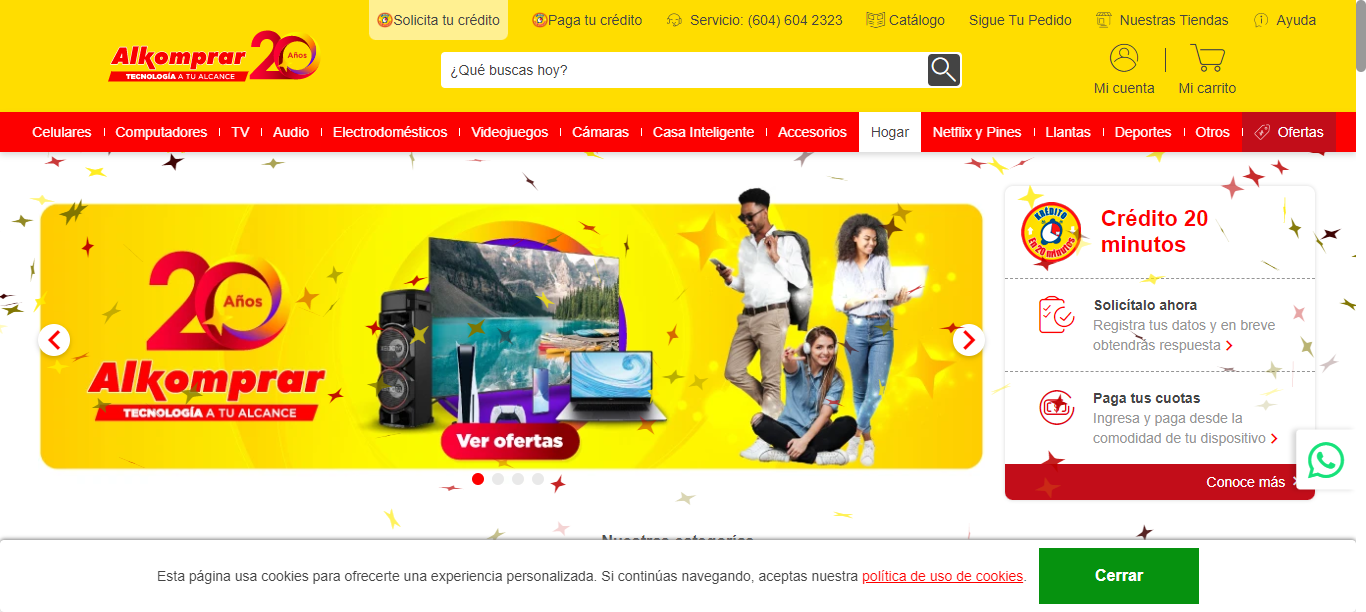 Solicita tu crédito
Paga tu crédito
Servicio: (604) 604 2323
Catálogo
Sigue Tu Pedido
Nuestras Tiendas
Ayuda
Alkomprar 20 Años
TECNOLOGÍA A TU ALCANCE
¿Qué buscas hoy?
Mi cuenta
Mi carrito
Celulares
Computadores
TV
Audio
Electrodomésticos
Videojuegos
Cámaras
Casa Inteligente
Accesorios
Hogar
Netflix y Pines
Llantas
Deportes
Otros
Ofertas
20 Años
Alkomprar
TECNOLOGÍA A TU ALCANCE
Ver ofertas
KRÉDITO
En 20 minutos
Crédito 20
minutos
Solicítalo ahora
Registra tus datos y en breve
obtendrás respuesta
Paga tus cuotas
Ingresa y paga desde la
comodidad de tu dispositivo
Conoce más
Nuestras categorías
Esta página usa cookies para ofrecerte una experiencia personalizada. Si continúas navegando, aceptas nuestra política de uso de cookies.
Cerrar